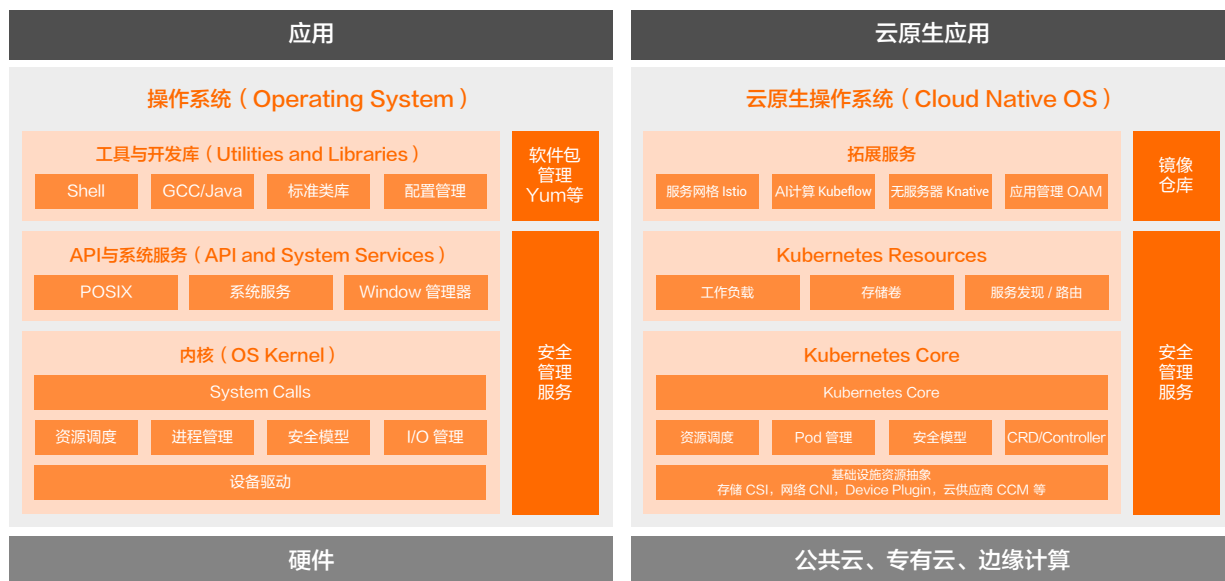 应用
操作系统（Operating System）
工具与开发库（Utilities and Libraries）
Shell
GCC/Java
标准类库
配置管理
软件包
管理
Yum等
API与系统服务（API and System Services）
POSIX
系统服务
Window 管理器
内核（OS Kernel）
System Calls
资源调度
进程管理
安全模型
I/O 管理
设备驱动
安全
管理
服务
硬件
云原生应用
云原生操作系统（Cloud Native OS）
拓展服务
服务网格 Istio
AI计算 Kubeflow
无服务器 Knative
应用管理 OAM
镜像
仓库
Kubernetes Resources
工作负载
存储卷
服务发现 / 路由
Kubernetes Core
Kubernetes Core
资源调度
Pod 管理
安全模型
CRD/Controller
基础设施资源抽象
存储 CSI，网络 CNI，Device Plugin，云供应商 CCM 等
安全
管理
服务
公共云、专有云、边缘计算